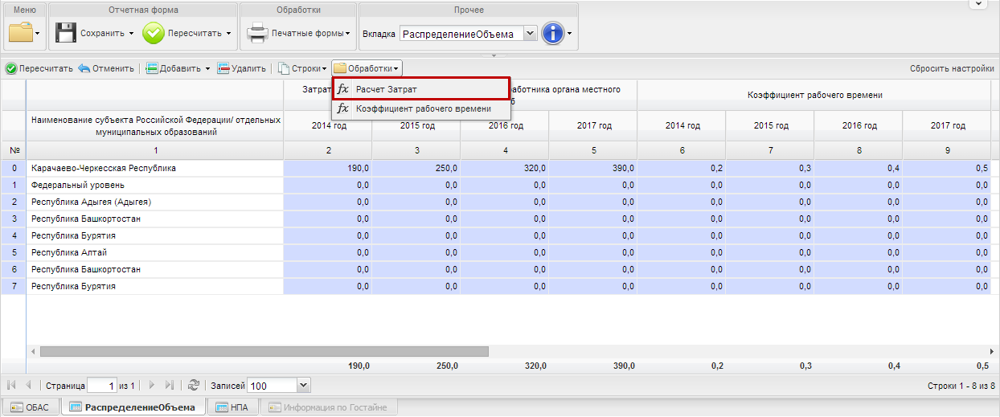 Меню
Отчетная форма
Обработки
Прочее
Сохранить
Пересчитать
Печатные формы
Вкладка
РаспределениеОбъема
Пересчитать
Отменить
Добавить
Удалить
Строки
Обработки
Сбросить настройки
fx Расчет Затрат
fx Коэффициент рабочего времени
органа местного
Коэффициент рабочего времени
Наименование субъекта Российской Федерации/ отдельных
муниципальных образований
2014 год 2015 год 2016 год 2017 год 2014 год 2015 год 2016 год 2017 год
№ 1 2 3 4 5 6 7 8 9
0 Карачаево-Черкесская Республика 190,0 250,0 320,0 390,0 0,2 0,3 0,4 0,5
1 Федеральный уровень 0,0 0,0 0,0 0,0 0,0 0,0 0,0 0,0
2 Республика Адыгея (Адыгея) 0,0 0,0 0,0 0,0 0,0 0,0 0,0 0,0
3 Республика Башкортостан 0,0 0,0 0,0 0,0 0,0 0,0 0,0 0,0
4 Республика Бурятия 0,0 0,0 0,0 0,0 0,0 0,0 0,0 0,0
5 Республика Алтай 0,0 0,0 0,0 0,0 0,0 0,0 0,0 0,0
6 Республика Башкортостан 0,0 0,0 0,0 0,0 0,0 0,0 0,0 0,0
7 Республика Бурятия 0,0 0,0 0,0 0,0 0,0 0,0 0,0 0,0
190,0 250,0 320,0 390,0 0,2 0,3 0,4 0,5
Страница 1 из 1
Записей 100
Строки 1 - 8 из 8
ОБАС
РаспределениеОбъема
НПА
Информация по Гостайне